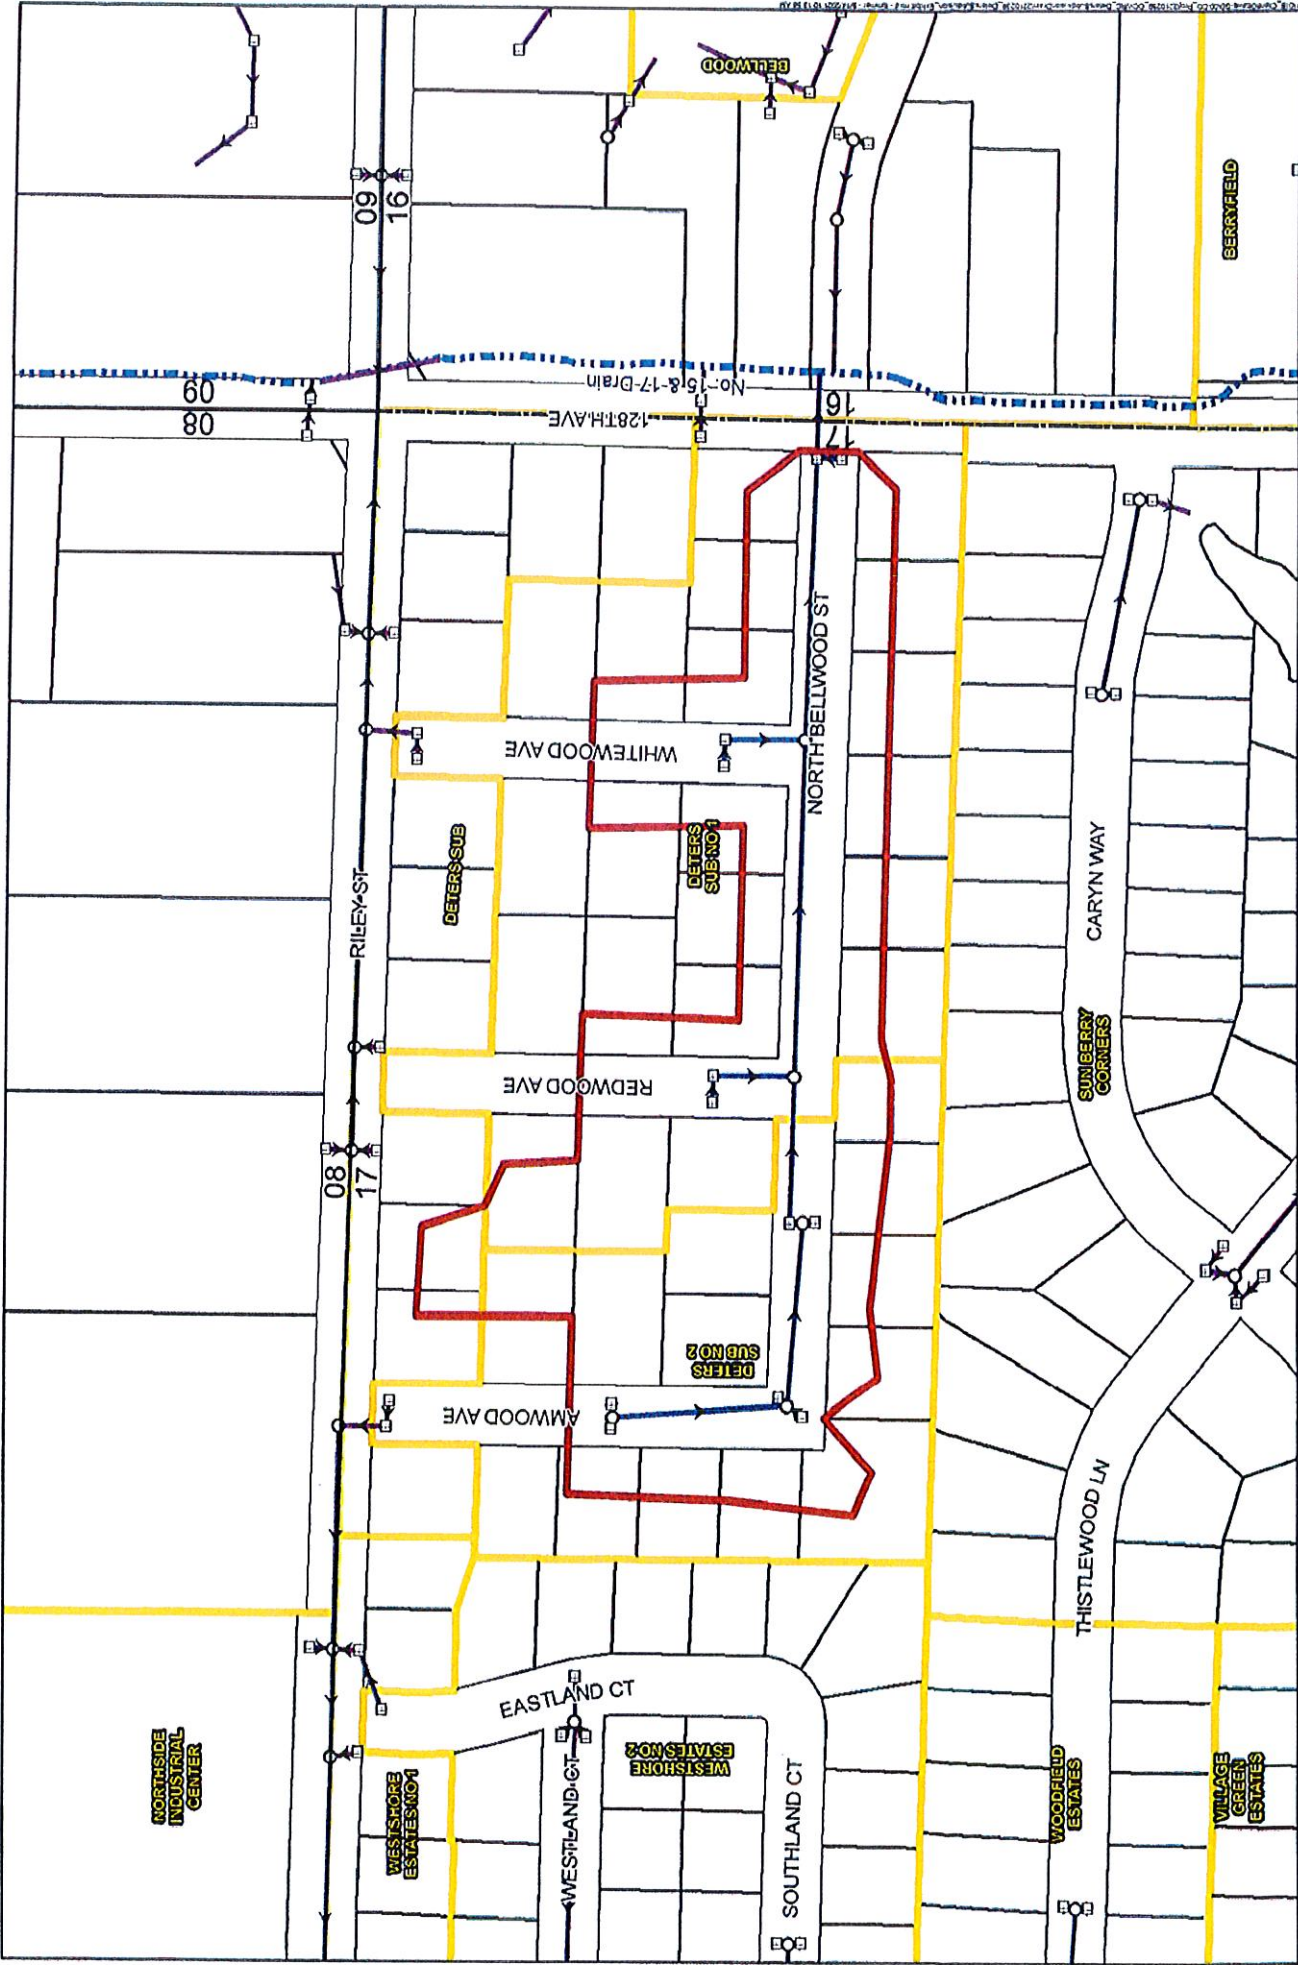 BELLWOOD
09
16
BERRYFIELD
09
08
No. 15 & 17 Drain
128TH AVE
16
17
NORTH BELLWOOD ST
WHITEWOOD AVE
DETERS SUB
DETERS
SUB NO 1
RILEY ST
CARYN WAY
SUN BERRY
CORNERS
REDWOOD AVE
08
17
DETERS
SUB NO 2
AMWOOD AVE
THISTLEWOOD LN
EASTLAND CT
NORTHSIDE
INDUSTRIAL
CENTER
WESTSHORE
ESTATES NO 1
WESTLAND CT
WESTSHORE
ESTATES NO 2
SOUTHLAND CT
WOODFIELD
ESTATES
VILLAGE
GREEN
ESTATES